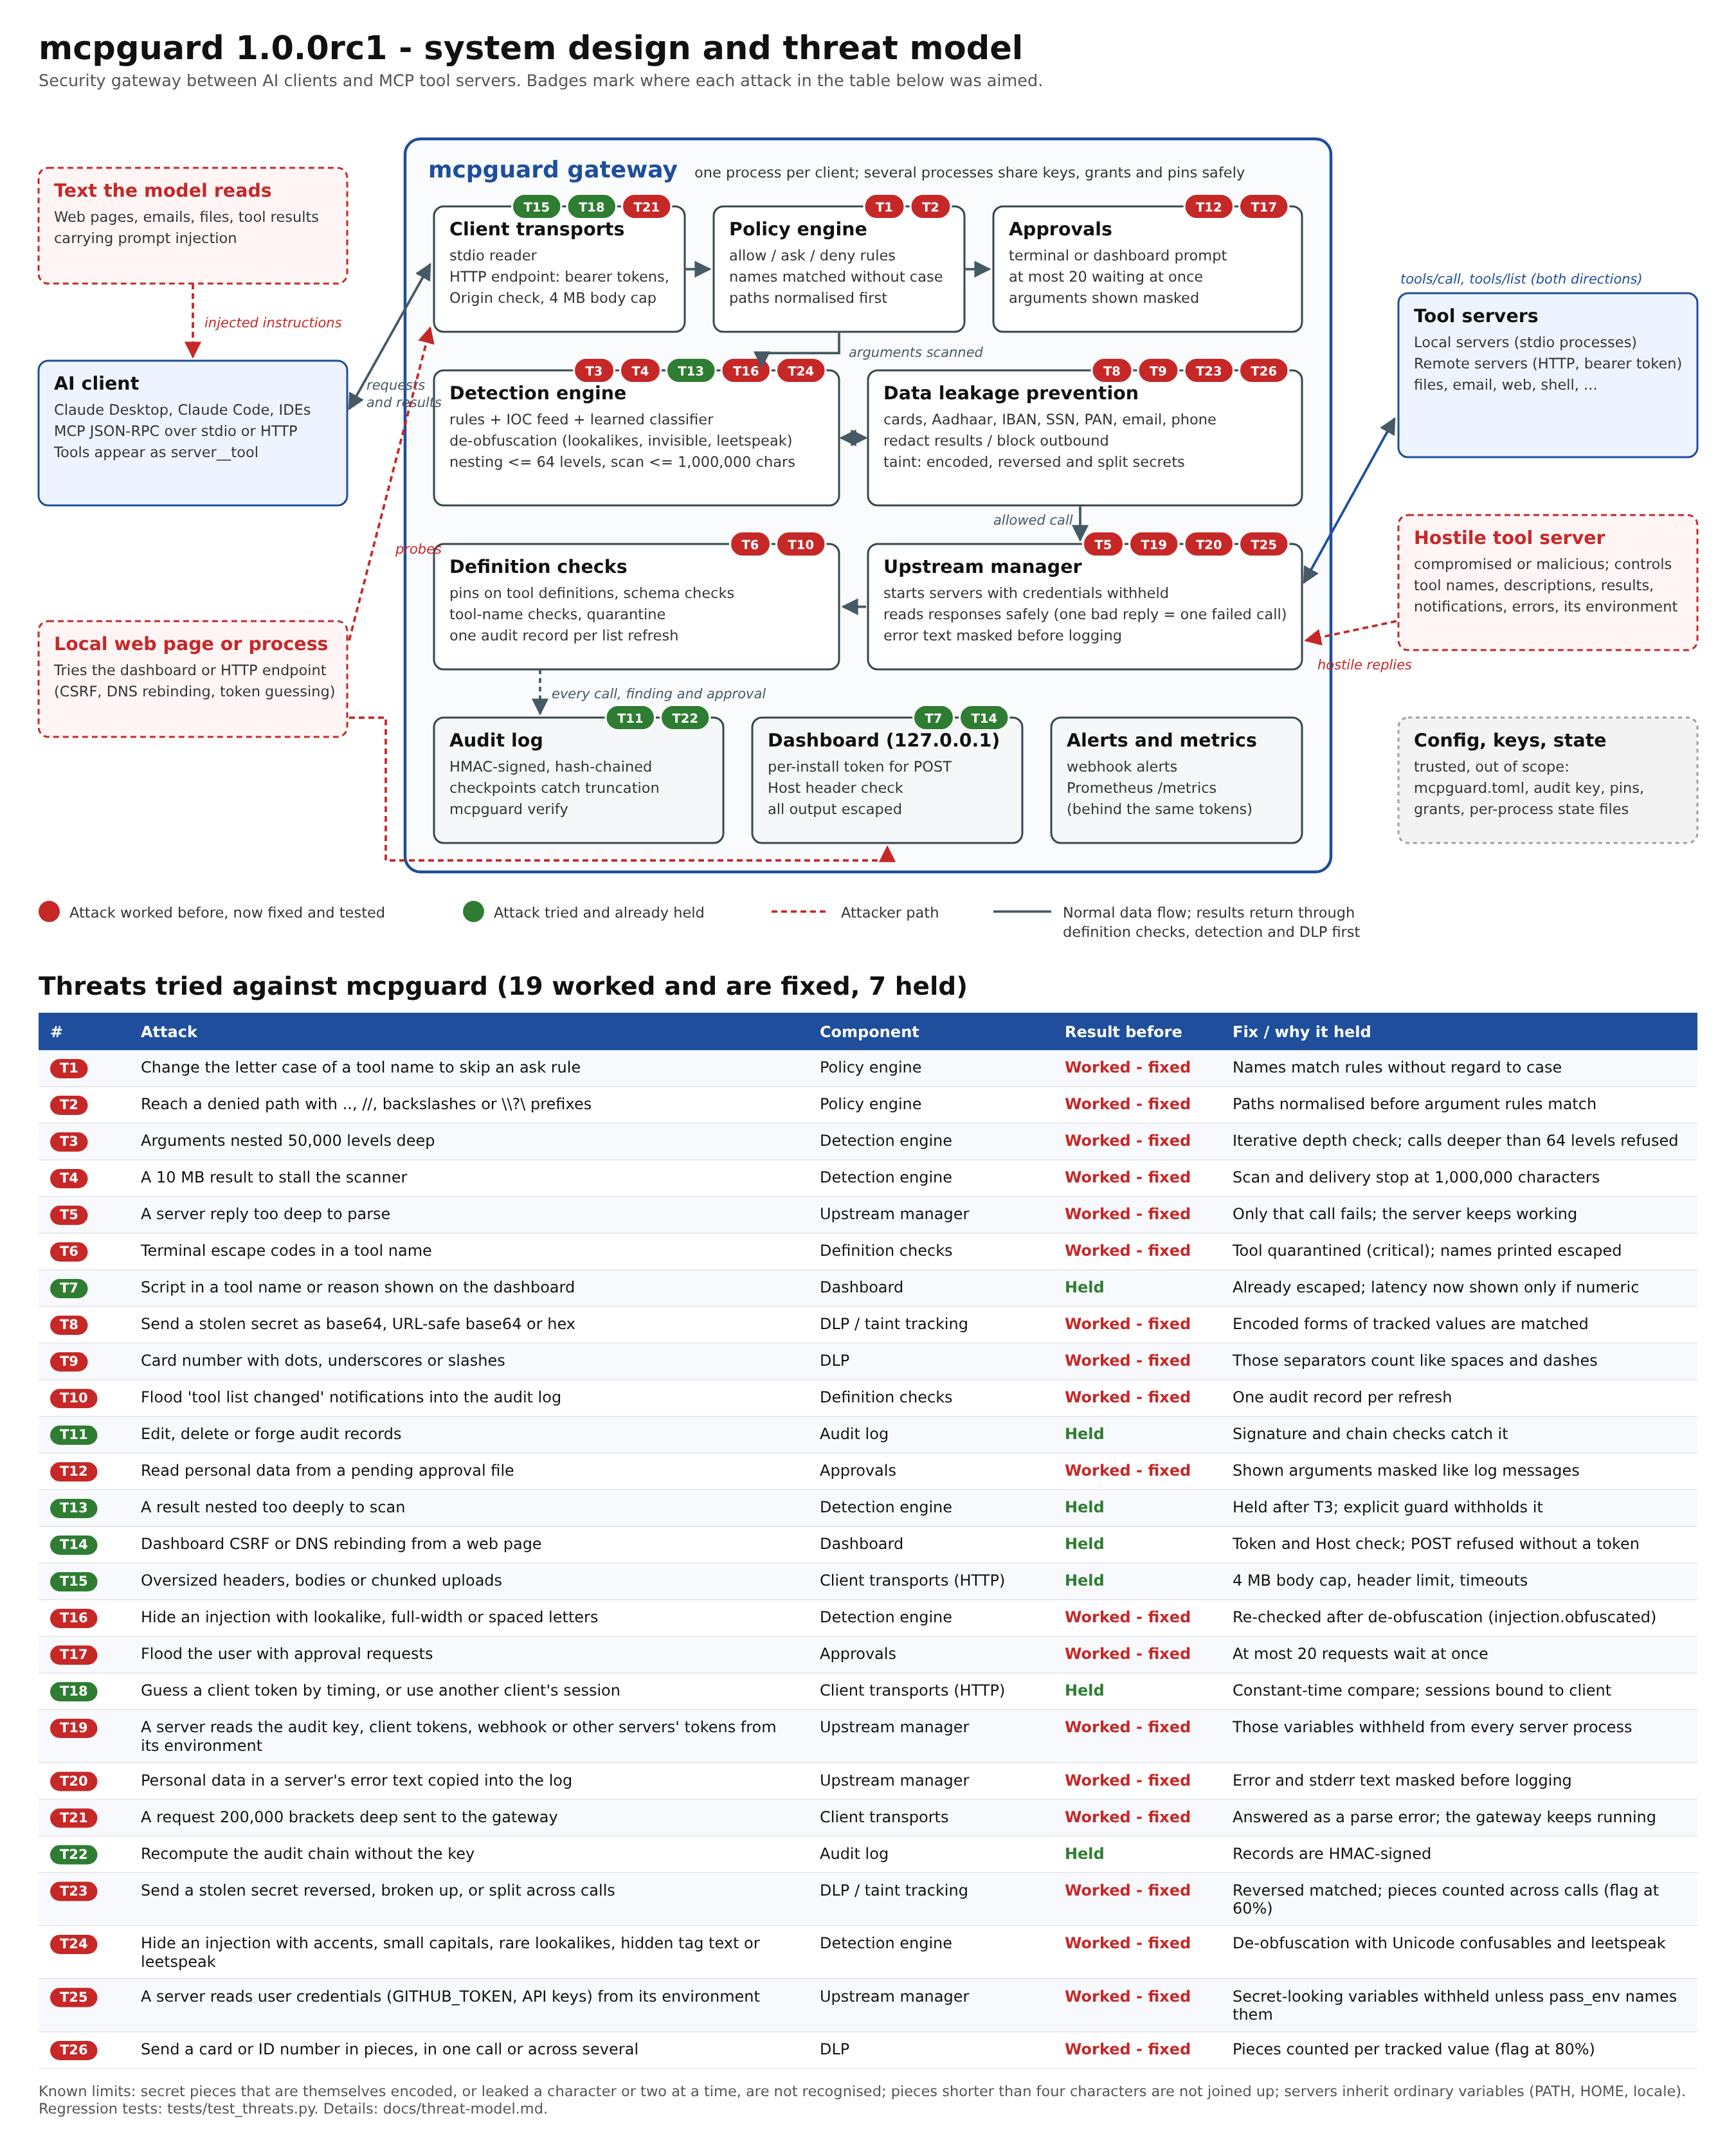 mcpguard 1.0.0rc1 - system design and threat model
Security gateway between AI clients and MCP tool servers. Badges mark where each attack in the table below was aimed.
Text the model reads
Web pages, emails, files, tool results
carrying prompt injection
injected instructions
AI client
Claude Desktop, Claude Code, IDEs
MCP JSON-RPC over stdio or HTTP
Tools appear as server__tool
requests
and results
probes
Local web page or process
Tries the dashboard or HTTP endpoint
(CSRF, DNS rebinding, token guessing)
mcpguard gateway one process per client; several processes share keys, grants and pins safely
T15 T18 T21
Client transports
stdio reader
HTTP endpoint: bearer tokens,
Origin check, 4 MB body cap
T1 T2
Policy engine
allow / ask / deny rules
names matched without case
paths normalised first
T12 T17
Approvals
terminal or dashboard prompt
at most 20 waiting at once
arguments shown masked
arguments scanned
T3 T4 T13 T16 T24
Detection engine
rules + IOC feed + learned classifier
de-obfuscation (lookalikes, invisible, leetspeak)
nesting <= 64 levels, scan <= 1,000,000 chars
T8 T9 T23 T26
Data leakage prevention
cards, Aadhaar, IBAN, SSN, PAN, email, phone
redact results / block outbound
taint: encoded, reversed and split secrets
allowed call
T6 T10
Definition checks
pins on tool definitions, schema checks
tool-name checks, quarantine
one audit record per list refresh
T5 T19 T20 T25
Upstream manager
starts servers with credentials withheld
reads responses safely (one bad reply = one failed call)
error text masked before logging
every call, finding and approval
T11 T22
Audit log
HMAC-signed, hash-chained
checkpoints catch truncation
mcpguard verify
T7 T14
Dashboard (127.0.0.1)
per-install token for POST
Host header check
all output escaped
Alerts and metrics
webhook alerts
Prometheus /metrics
(behind the same tokens)
tools/call, tools/list (both directions)
Tool servers
Local servers (stdio processes)
Remote servers (HTTP, bearer token)
files, email, web, shell, ...
Hostile tool server
compromised or malicious; controls
tool names, descriptions, results,
notifications, errors, its environment
hostile replies
Config, keys, state
trusted, out of scope:
mcpguard.toml, audit key, pins,
grants, per-process state files
Attack worked before, now fixed and tested
Attack tried and already held
Attacker path
Normal data flow; results return through
definition checks, detection and DLP first
Threats tried against mcpguard (19 worked and are fixed, 7 held)
# Attack Component Result before Fix / why it held
T1 Change the letter case of a tool name to skip an ask rule Policy engine Worked - fixed Names match rules without regard to case
T2 Reach a denied path with .., //, backslashes or \\?\ prefixes Policy engine Worked - fixed Paths normalised before argument rules match
T3 Arguments nested 50,000 levels deep Detection engine Worked - fixed Iterative depth check; calls deeper than 64 levels refused
T4 A 10 MB result to stall the scanner Detection engine Worked - fixed Scan and delivery stop at 1,000,000 characters
T5 A server reply too deep to parse Upstream manager Worked - fixed Only that call fails; the server keeps working
T6 Terminal escape codes in a tool name Definition checks Worked - fixed Tool quarantined (critical); names printed escaped
T7 Script in a tool name or reason shown on the dashboard Dashboard Held Already escaped; latency now shown only if numeric
T8 Send a stolen secret as base64, URL-safe base64 or hex DLP / taint tracking Worked - fixed Encoded forms of tracked values are matched
T9 Card number with dots, underscores or slashes DLP Worked - fixed Those separators count like spaces and dashes
T10 Flood 'tool list changed' notifications into the audit log Definition checks Worked - fixed One audit record per refresh
T11 Edit, delete or forge audit records Audit log Held Signature and chain checks catch it
T12 Read personal data from a pending approval file Approvals Worked - fixed Shown arguments masked like log messages
T13 A result nested too deeply to scan Detection engine Held Held after T3; explicit guard withholds it
T14 Dashboard CSRF or DNS rebinding from a web page Dashboard Held Token and Host check; POST refused without a token
T15 Oversized headers, bodies or chunked uploads Client transports (HTTP) Held 4 MB body cap, header limit, timeouts
T16 Hide an injection with lookalike, full-width or spaced letters Detection engine Worked - fixed Re-checked after de-obfuscation (injection.obfuscated)
T17 Flood the user with approval requests Approvals Worked - fixed At most 20 requests wait at once
T18 Guess a client token by timing, or use another client's session Client transports (HTTP) Held Constant-time compare; sessions bound to client
T19 A server reads the audit key, client tokens, webhook or other servers' tokens from Upstream manager Worked - fixed Those variables withheld from every server process
its environment
T20 Personal data in a server's error text copied into the log Upstream manager Worked - fixed Error and stderr text masked before logging
T21 A request 200,000 brackets deep sent to the gateway Client transports Worked - fixed Answered as a parse error; the gateway keeps running
T22 Recompute the audit chain without the key Audit log Held Records are HMAC-signed
T23 Send a stolen secret reversed, broken up, or split across calls DLP / taint tracking Worked - fixed Reversed matched; pieces counted across calls (flag at
60%)
T24 Hide an injection with accents, small capitals, rare lookalikes, hidden tag text or Detection engine Worked - fixed De-obfuscation with Unicode confusables and leetspeak
leetspeak
T25 A server reads user credentials (GITHUB_TOKEN, API keys) from its environment Upstream manager Worked - fixed Secret-looking variables withheld unless pass_env names
them
T26 Send a card or ID number in pieces, in one call or across several DLP Worked - fixed Pieces counted per tracked value (flag at 80%)
Known limits: secret pieces that are themselves encoded, or leaked a character or two at a time, are not recognised; pieces shorter than four characters are not joined up; servers inherit ordinary variables (PATH, HOME, locale).
Regression tests: tests/test_threats.py. Details: docs/threat-model.md.